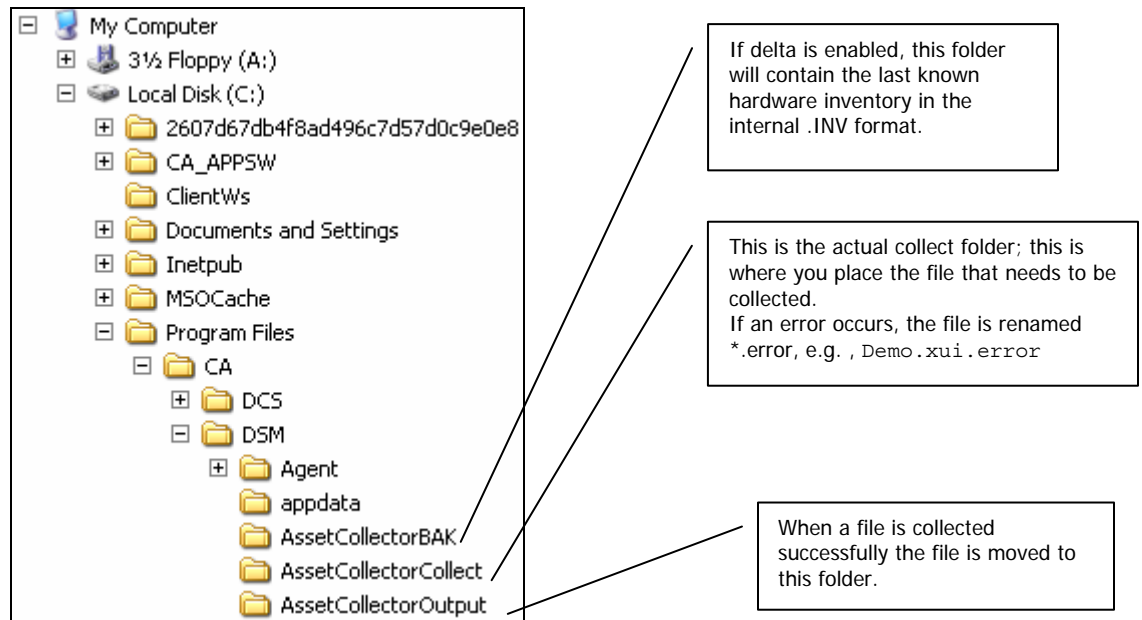 My Computer
3½ Floppy (A:)
Local Disk (C:)
2607d67db4f8ad496c7d57d0c9e0e8
CA_APPSW
ClientWs
Documents and Settings
Inetpub
MSOCache
Program Files
CA
DCS
DSM
Agent
appdata
AssetCollectorBAK
AssetCollectorCollect
AssetCollectorOutput
If delta is enabled, this folder
will contain the last known
hardware inventory in the
internal .INV format.
This is the actual collect folder; this is
where you place the file that needs to be
collected.
If an error occurs, the file is renamed
*.error, e.g. , Demo.xui.error
When a file is collected
successfully the file is moved to
this folder.